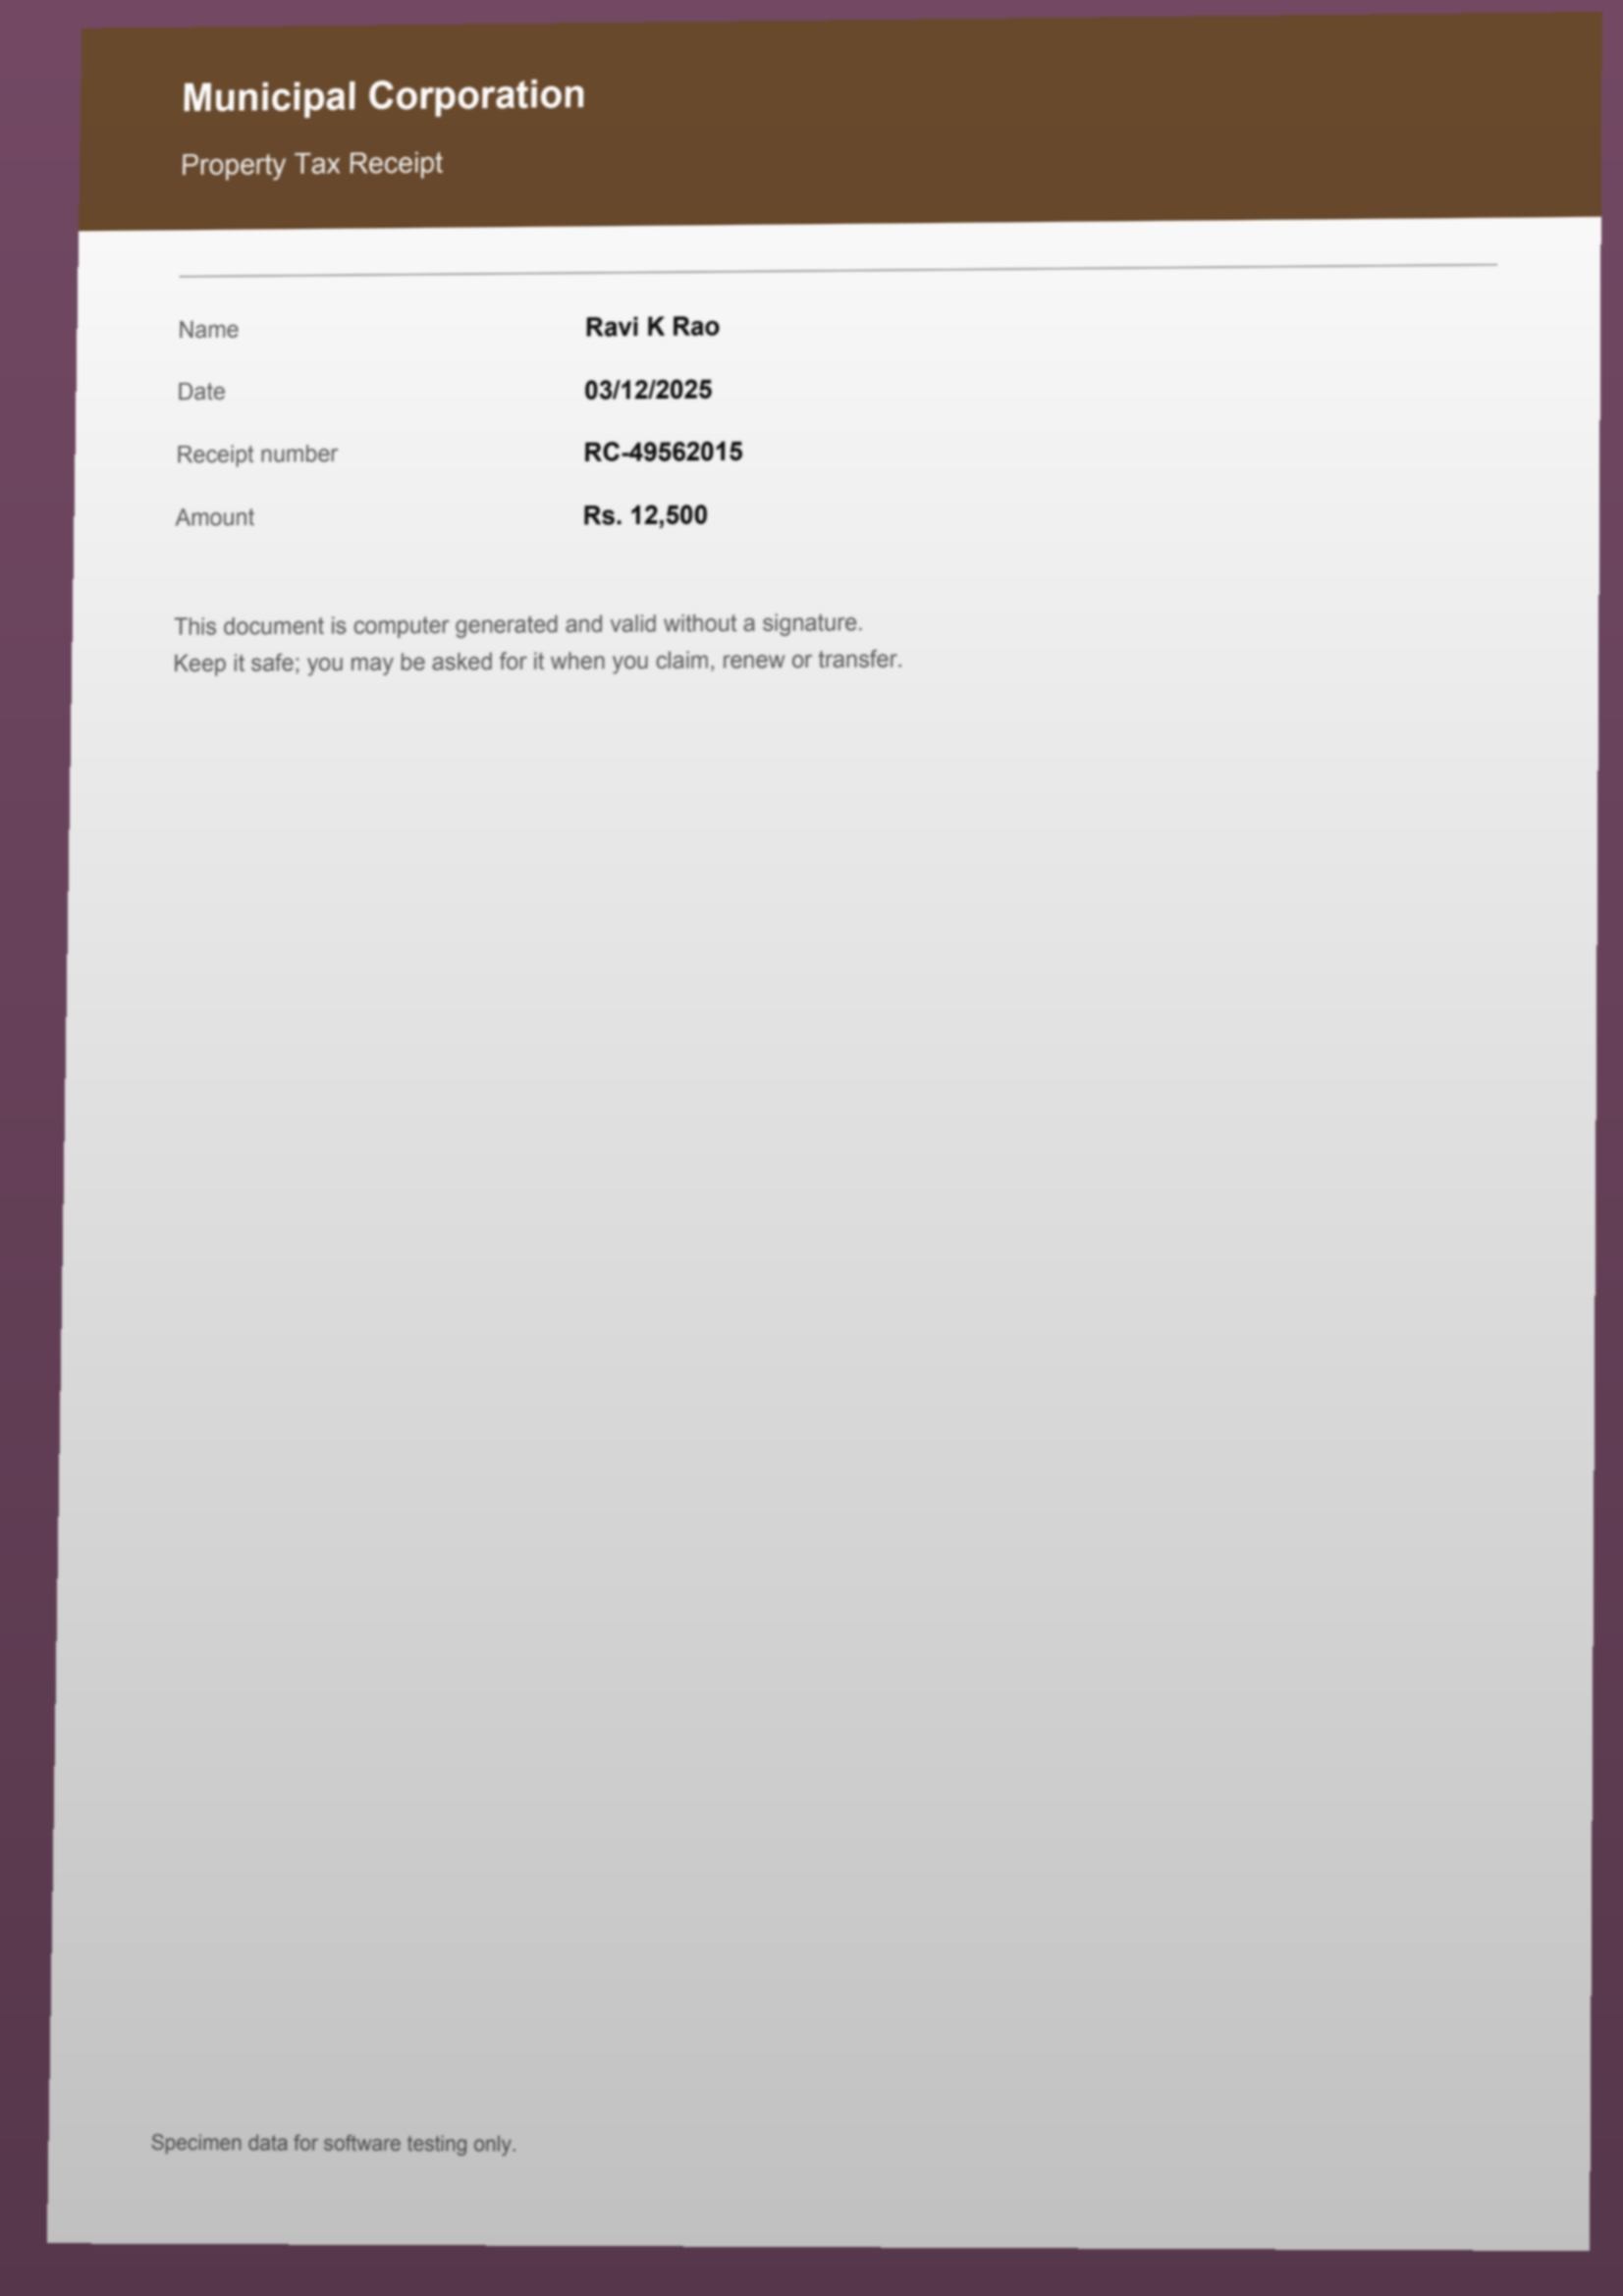 Municipal Corporation
Property Tax Receipt
Name Ravi K Rao
Date 03/12/2025
Receipt number RC-49562015
Amount Rs. 12,500
This document is computer generated and valid without a signature.
Keep it safe; you may be asked for it when you claim, renew or transfer.
Specimen data for software testing only.